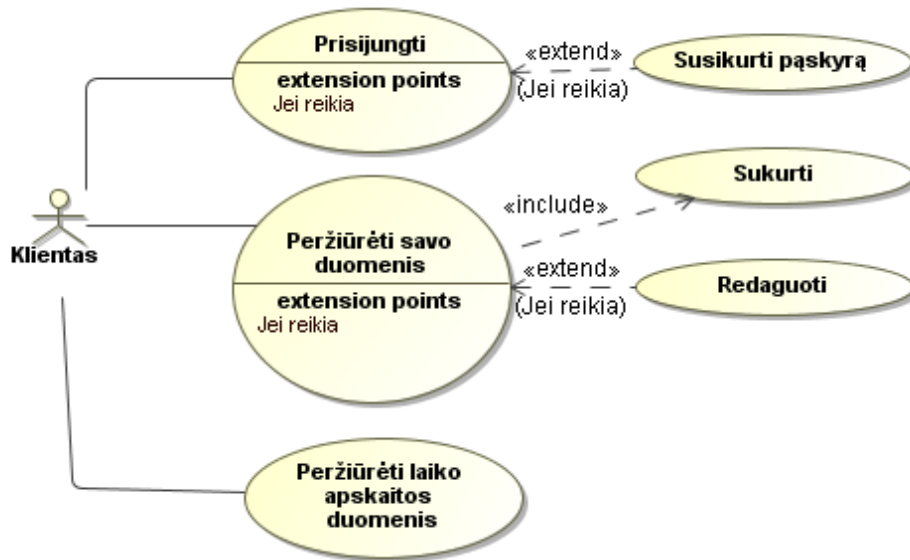 Prisijungti
extension points
Jei reikia
«extend»
(Jei reikia)
Susikurti pąskyrą
Klientas
Peržiūrėti savo
duomenis
extension points
Jei reikia
«include»
Sukurti
«extend»
(Jei reikia)
Redaguoti
Peržiūrėti laiko
apskaitos
duomenis